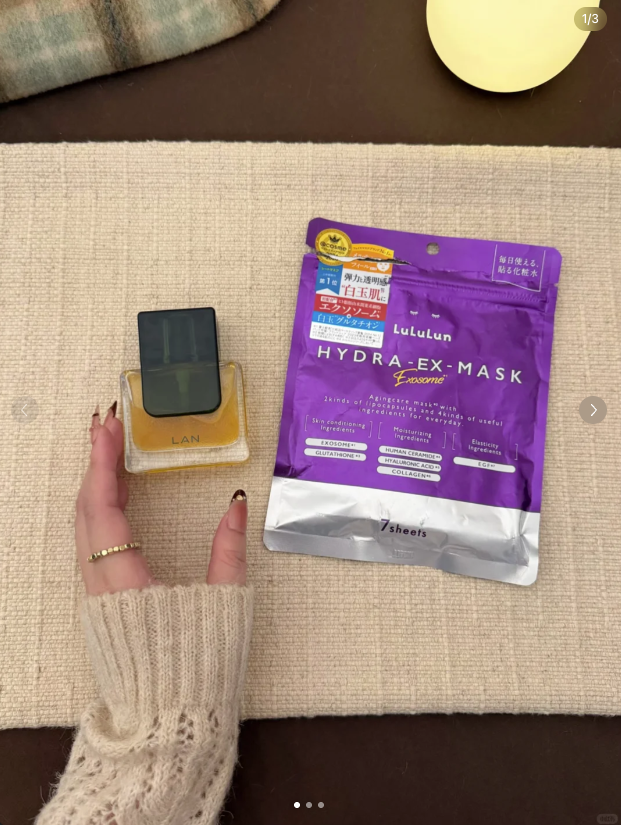 1/3
@cosme
毎日使える、
貼る化粧水
第1位
弾力と透明感
白玉肌
に
エクソソーム
白玉グルタチオン
LuLuLun
HYDRA-EX-MASK
Exosome
Agingcare mask with
5kinds of liposcaptules and 4kinds of useful
ingredients for everyday
Skin conditioning
Ingredients
EXOSOME
GLUTATHIONE
Moisturizing
Ingredients
HUMAN CERAMIDE
HYALURONIC ACID
COLLAGEN
Elasticity
Ingredients
EGF
7sheets
LAN